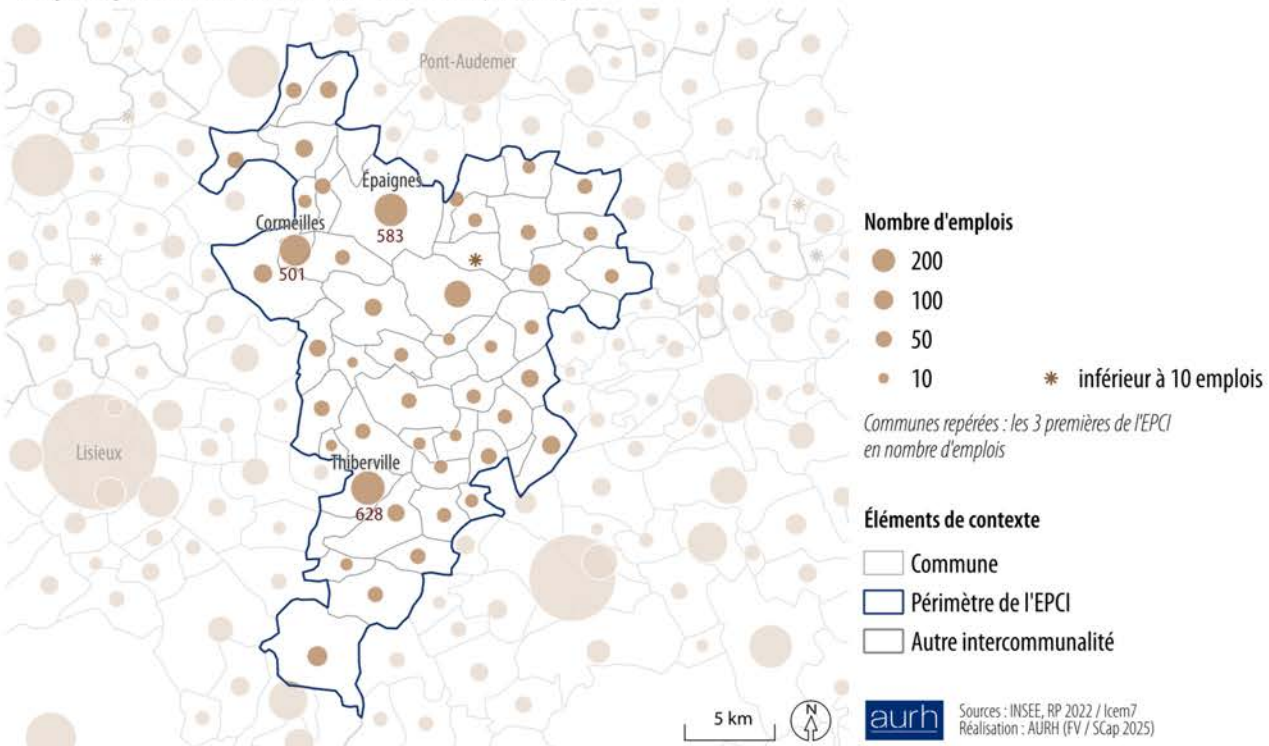 Pont-Audemer
Épaignes
583
Cormeilles
501
Lisieux
Thiberville
628
5 km
N
Nombre d'emplois
200
100
50
10
inférieur à 10 emplois
Communes repérées : les 3 premières de l'EPCI
en nombre d'emplois
Éléments de contexte
Commune
Périmètre de l'EPCI
Autre intercommunalité
aurh
Sources : INSEE, RP 2022 / Icem7
Réalisation : AURH (FV / SCap 2025)